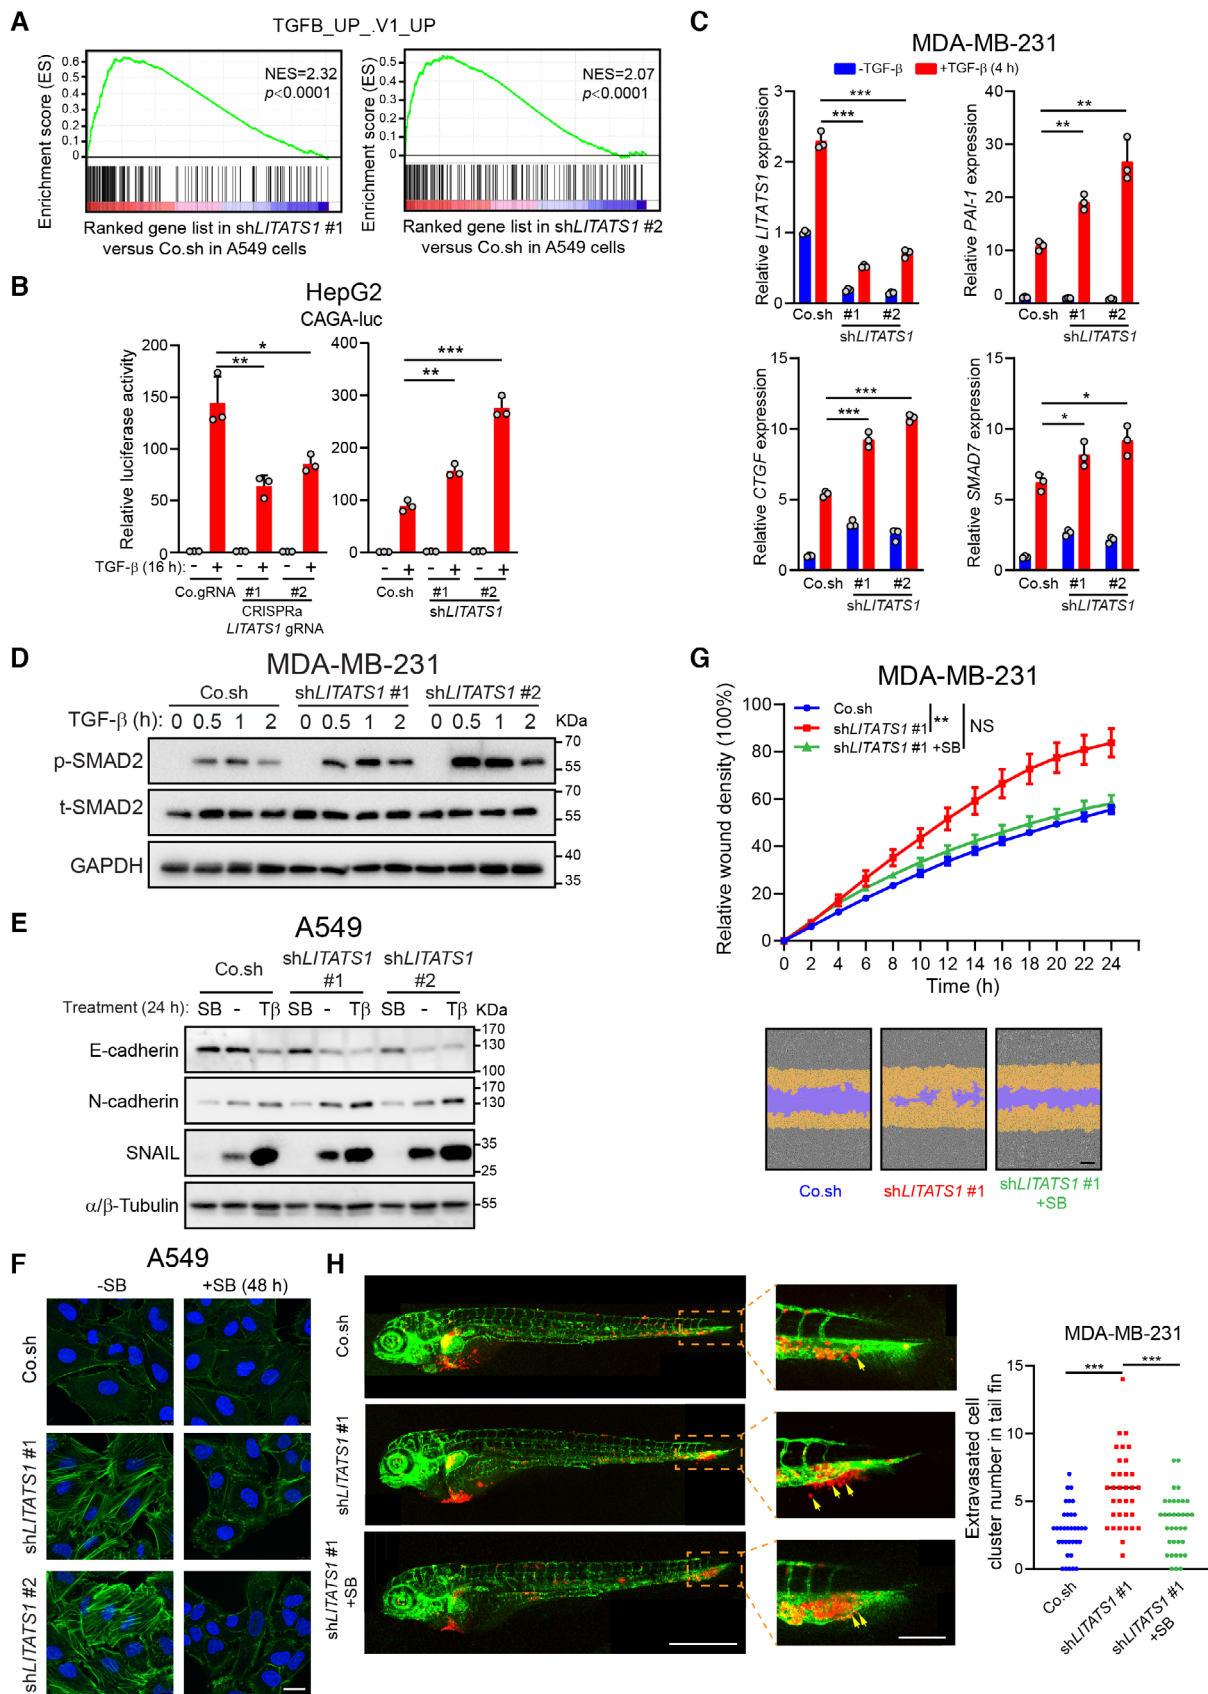 A
TGFB_UP_.V1_UP
Enrichment score (ES)
0.6
0.5
0.4
0.3
0.2
0.1
0
NES=2.32
p<0.0001
Ranked gene list in shLITATS1 #1
versus Co.sh in A549 cells
Enrichment score (ES)
0.5
0.4
0.3
0.2
0.1
0
NES=2.07
p<0.0001
Ranked gene list in shLITATS1 #2
versus Co.sh in A549 cells
B
HepG2
CAGA-luc
Relative luciferase activity
200
150
100
50
0
* 
**
TGF-β (16 h):
- + - + - +
Co.gRNA #1 #2
CRISPRa
LITATS1 gRNA
400
300
200
100
0
***
**
- + - + - +
Co.sh #1 #2
shLITATS1
C
MDA-MB-231
-TGF-β +TGF-β (4 h)
Relative LITATS1 expression
3
2
1
0
***
***
Co.sh #1 #2
shLITATS1
Relative PAI-1 expression
40
30
20
10
0
**
**
Co.sh #1 #2
shLITATS1
Relative CTGF expression
15
10
5
0
***
***
Co.sh #1 #2
shLITATS1
Relative SMAD7 expression
15
10
5
0
*
*
Co.sh #1 #2
shLITATS1
D
MDA-MB-231
Co.sh shLITATS1 #1 shLITATS1 #2
TGF-β (h): 0 0.5 1 2 0 0.5 1 2 0 0.5 1 2 KDa
p-SMAD2
70
55
t-SMAD2
70
55
GAPDH
40
35
E
A549
Co.sh shLITATS1 #1 shLITATS1 #2
Treatment (24 h): SB - Tβ SB - Tβ SB - Tβ KDa
E-cadherin
170
130
100
N-cadherin
170
130
SNAIL
35
25
α/β-Tubulin
55
F
A549
-SB +SB (48 h)
Co.sh
shLITATS1 #1
shLITATS1 #2
G
MDA-MB-231
Relative wound density (100%)
100
80
60
40
20
0
Co.sh
shLITATS1 #1
shLITATS1 #1 +SB
**
NS
0 2 4 6 8 10 12 14 16 18 20 22 24
Time (h)
Co.sh
shLITATS1 #1
shLITATS1 #1
+SB
H
Co.sh
shLITATS1 #1
shLITATS1 #1
+SB
MDA-MB-231
Extravasated cell
cluster number in tail fin
15
10
5
0
*** ***
Co.sh
shLITATS1 #1
shLITATS1 #1
+SB